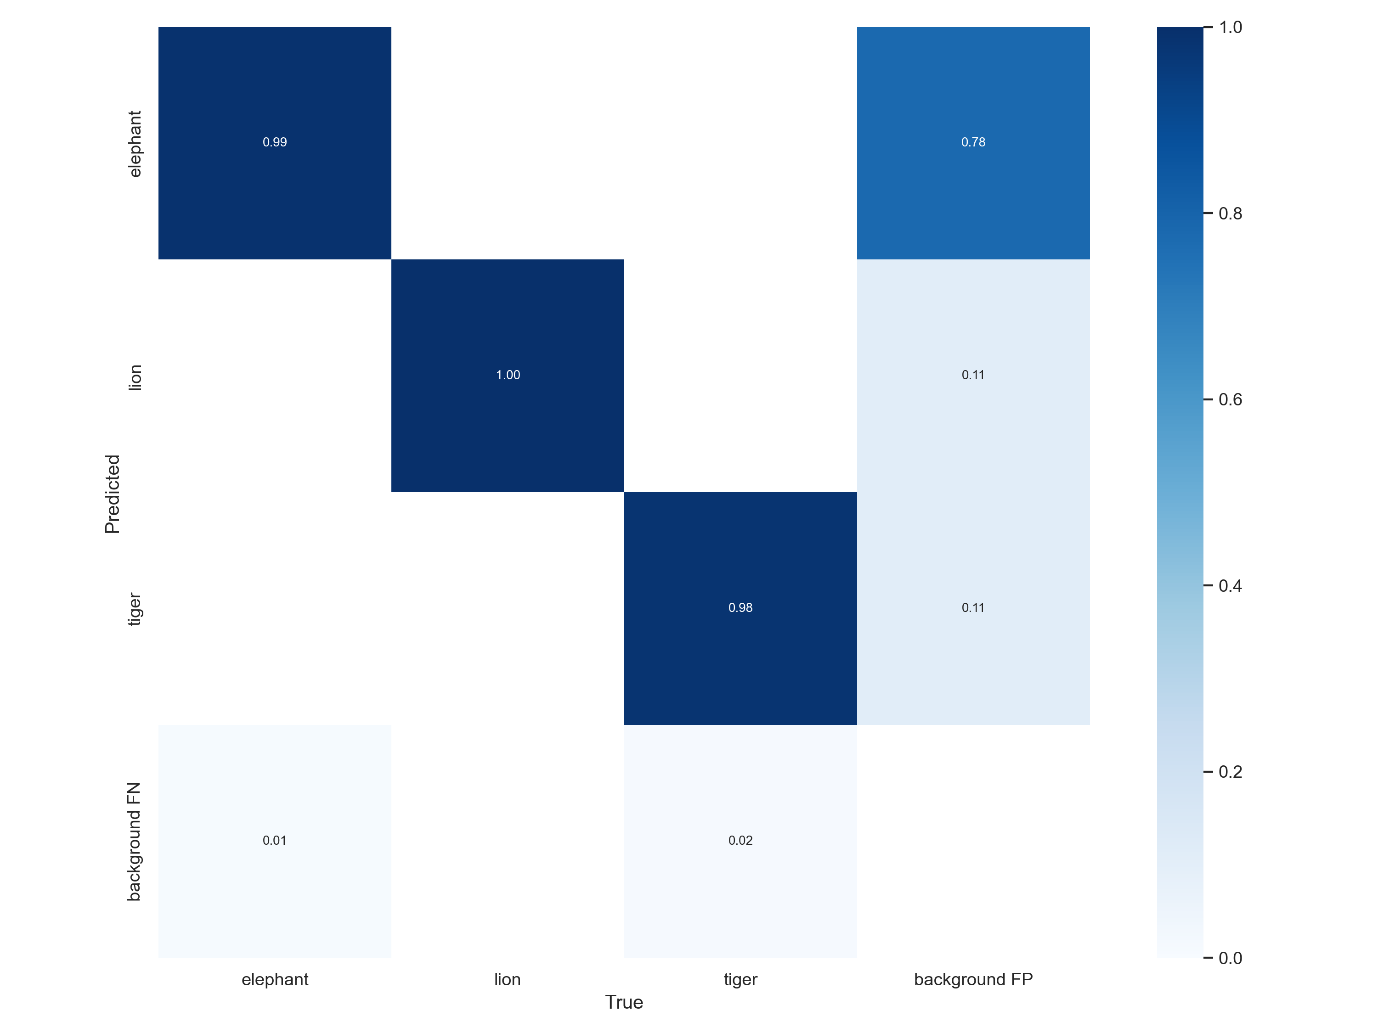 1.0
elephant
0.99
0.78
0.8
lion
1.00
0.11
0.6
Predicted
tiger
0.98
0.11
0.4
background FN
0.01
0.02
0.2
0.0
elephant
lion
tiger
background FP
True